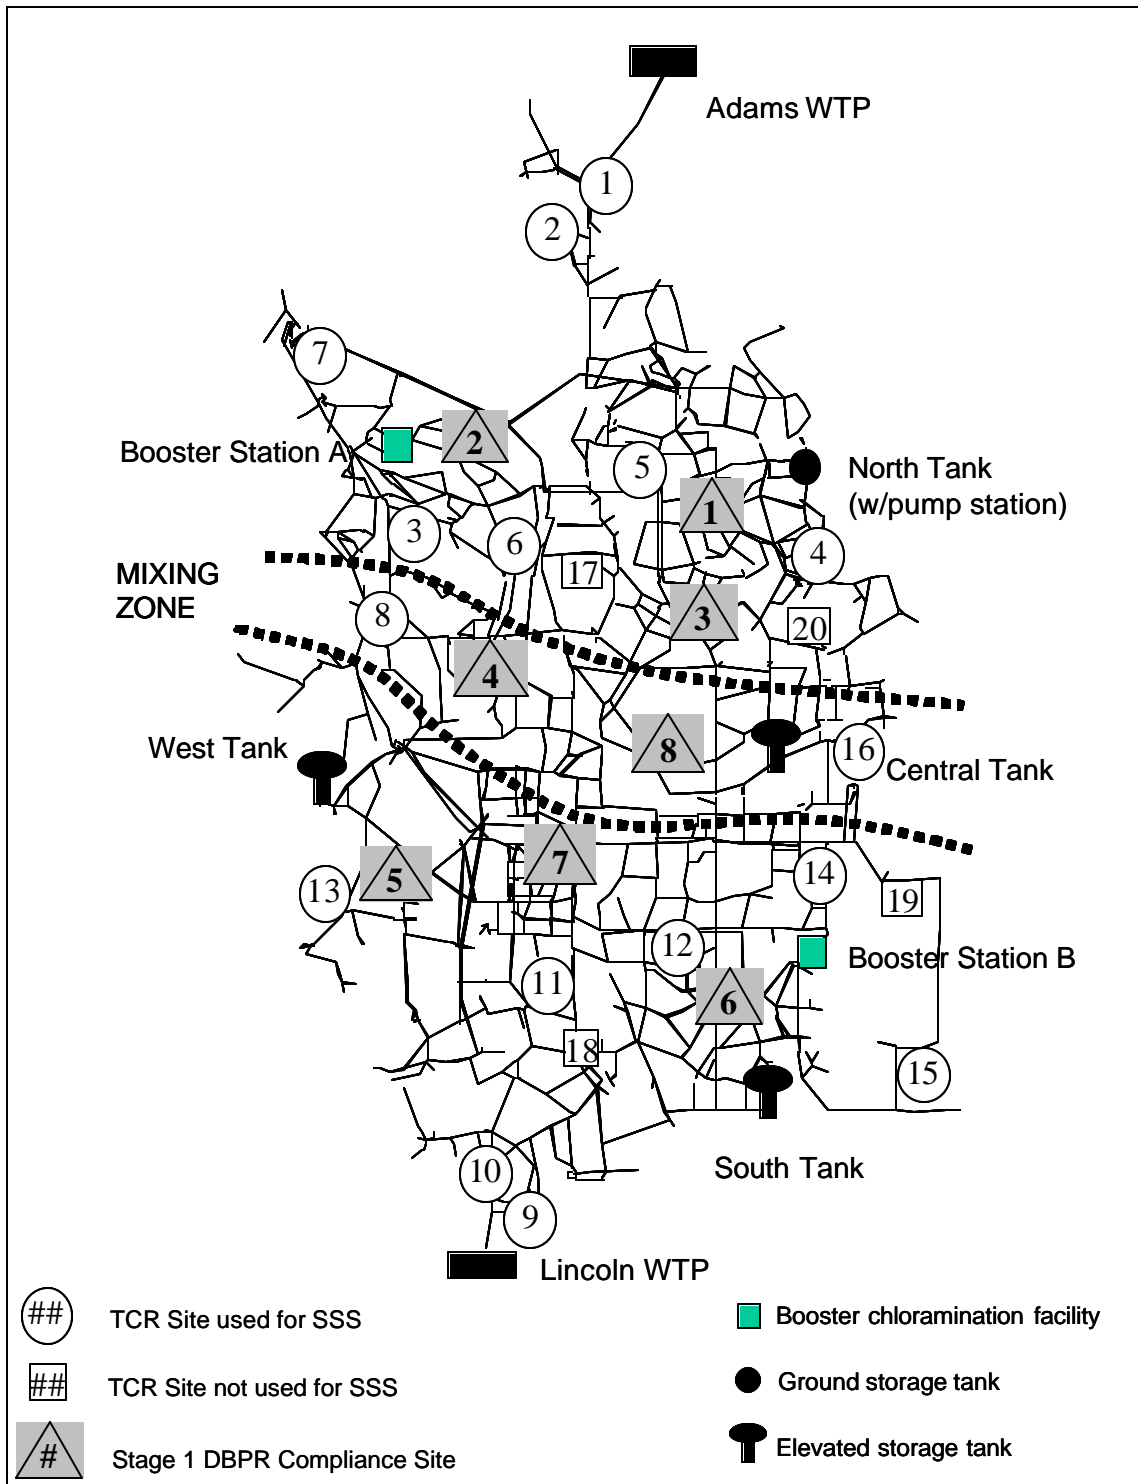 Adams WTP
1
2
7
Booster Station A
2
5
North Tank
(w/pump station)
1
3
6
4
MIXING
ZONE
17
8
3
20
4
West Tank
8
16
Central Tank
7
5
14
13
19
12
Booster Station B
11
6
18
15
10
South Tank
9
Lincoln WTP
## TCR Site used for SSS
Booster chloramination facility
## TCR Site not used for SSS
Ground storage tank
# Stage 1 DBPR Compliance Site
Elevated storage tank